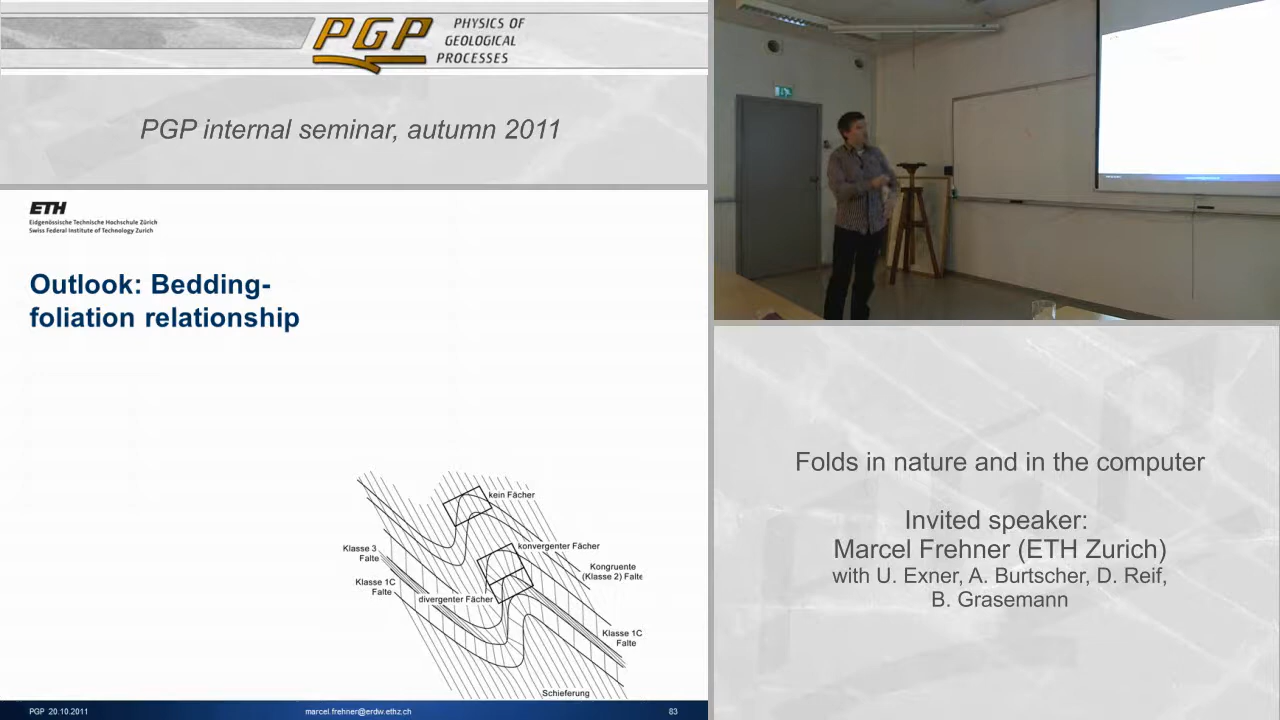 PGP
PHYSICS OF
GEOLOGICAL
PROCESSES
PGP internal seminar, autumn 2011
ETH
Eidgenössische Technische Hochschule Zürich
Swiss Federal Institute of Technology Zurich
Outlook: Bedding-
foliation relationship
kein Fächer
konvergenter Fächer
Klasse 3
Falte
Kongruente
(Klasse 2) Falte
Klasse 1C
Falte
divergenter Fächer
Klasse 1C
Falte
Schieferung
PGP 20.10.2011
marcel.frehner@erdw.ethz.ch
83
Folds in nature and in the computer
Invited speaker:
Marcel Frehner (ETH Zurich)
with U. Exner, A. Burtscher, D. Reif,
B. Grasemann